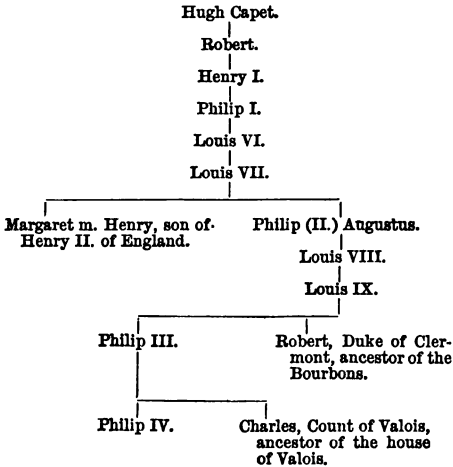 Hugh Capet.
Robert.
Henry I.
Philip I.
Louis VI.
Louis VII.
Margaret m. Henry, son of
Henry II. of England.
Philip (II.) Augustus.
Louis VIII.
Louis IX.
Philip III.
Robert, Duke of Cler-
mont, ancestor of the
Bourbons.
Philip IV.
Charles, Count of Valois,
ancestor of the house
of Valois.